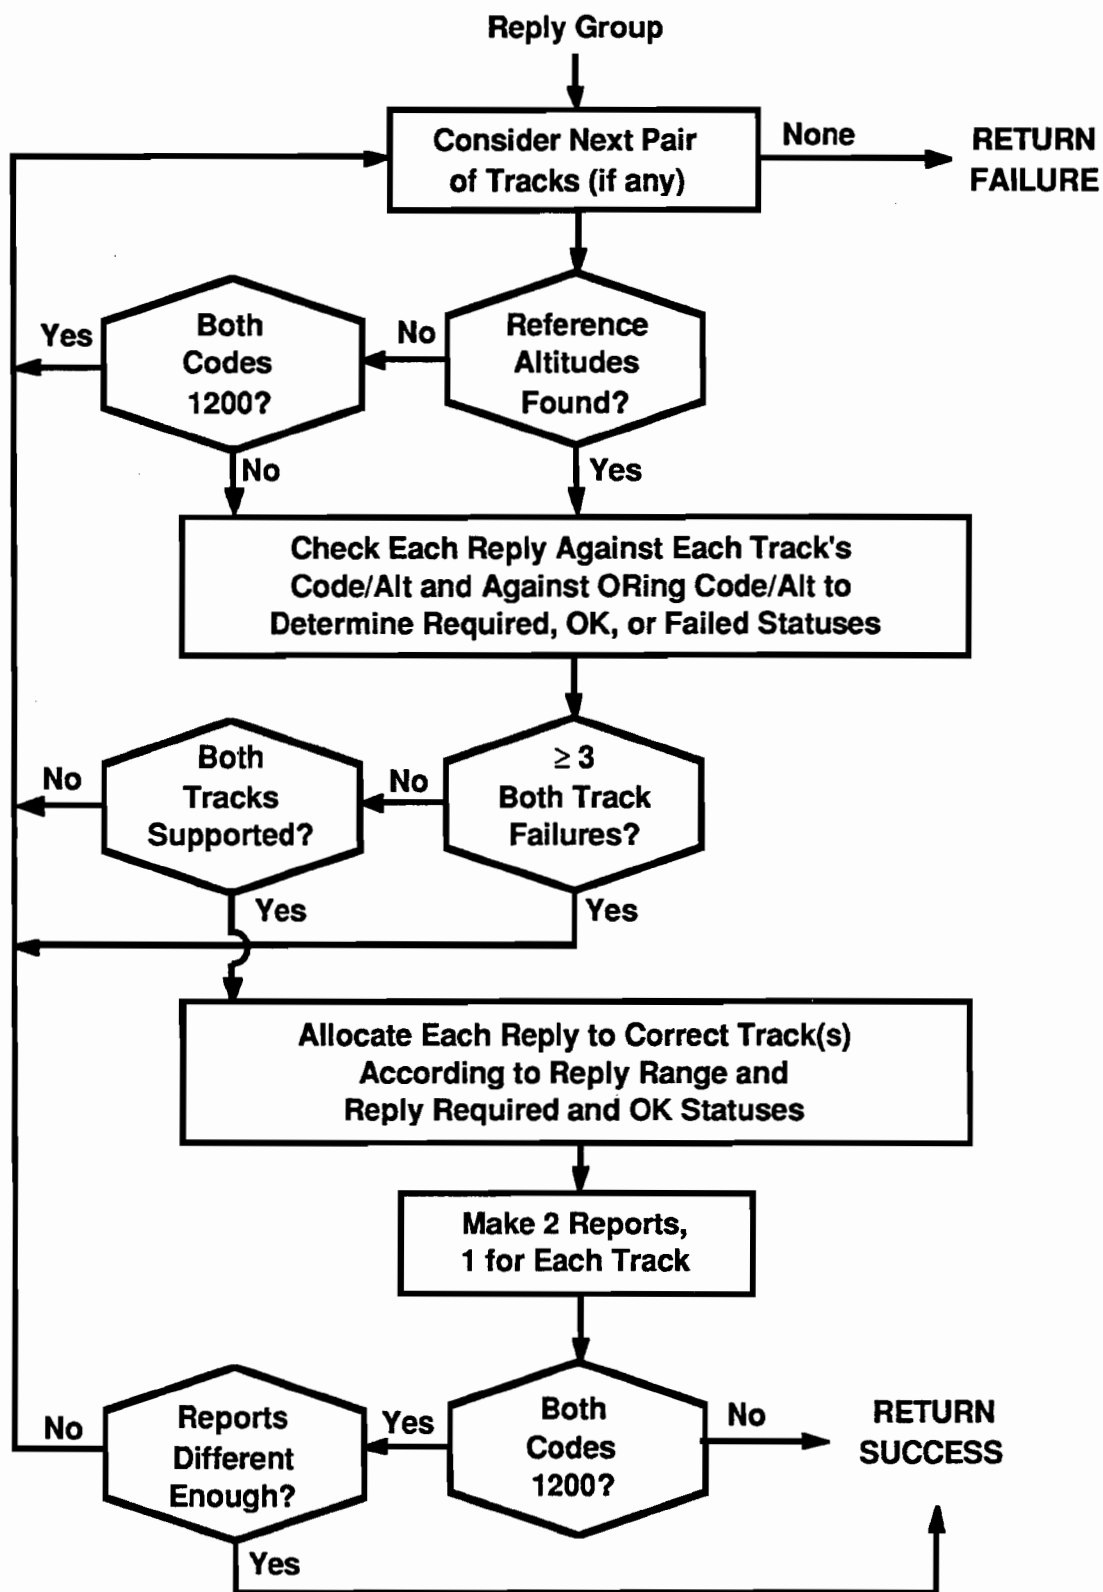 Reply Group
Consider Next Pair
of Tracks (if any)
None
RETURN
FAILURE
Yes
Both
Codes
1200?
No
Reference
Altitudes
Found?
No
Yes
Check Each Reply Against Each Track's
Code/Alt and Against ORing Code/Alt to
Determine Required, OK, or Failed Statuses
No
Both
Tracks
Supported?
No
≥ 3
Both Track
Failures?
Yes
Yes
Allocate Each Reply to Correct Track(s)
According to Reply Range and
Reply Required and OK Statuses
Make 2 Reports,
1 for Each Track
No
Reports
Different
Enough?
Yes
Both
Codes
1200?
No
RETURN
SUCCESS
Yes